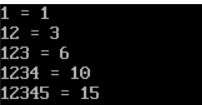 1 = 1
12 = 3
123 = 6
1234 = 10
12345 = 15